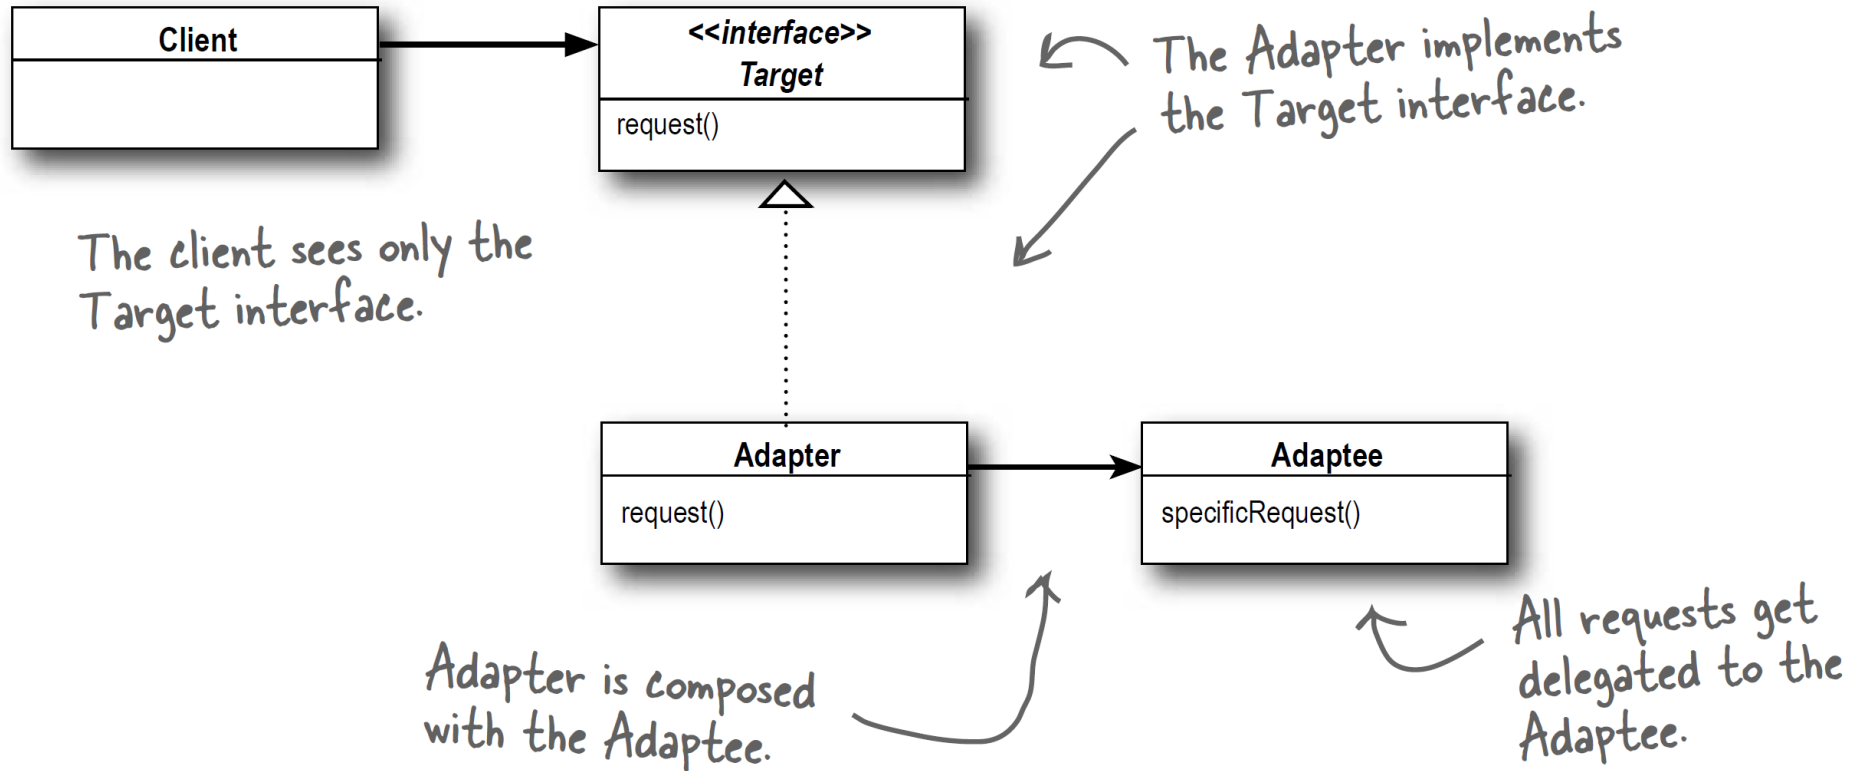 Client
<<interface>>
Target
request()
The Adapter implements
the Target interface.
The client sees only the
Target interface.
Adapter
request()
Adaptee
specificRequest()
Adapter is composed
with the Adaptee.
All requests get
delegated to the
Adaptee.